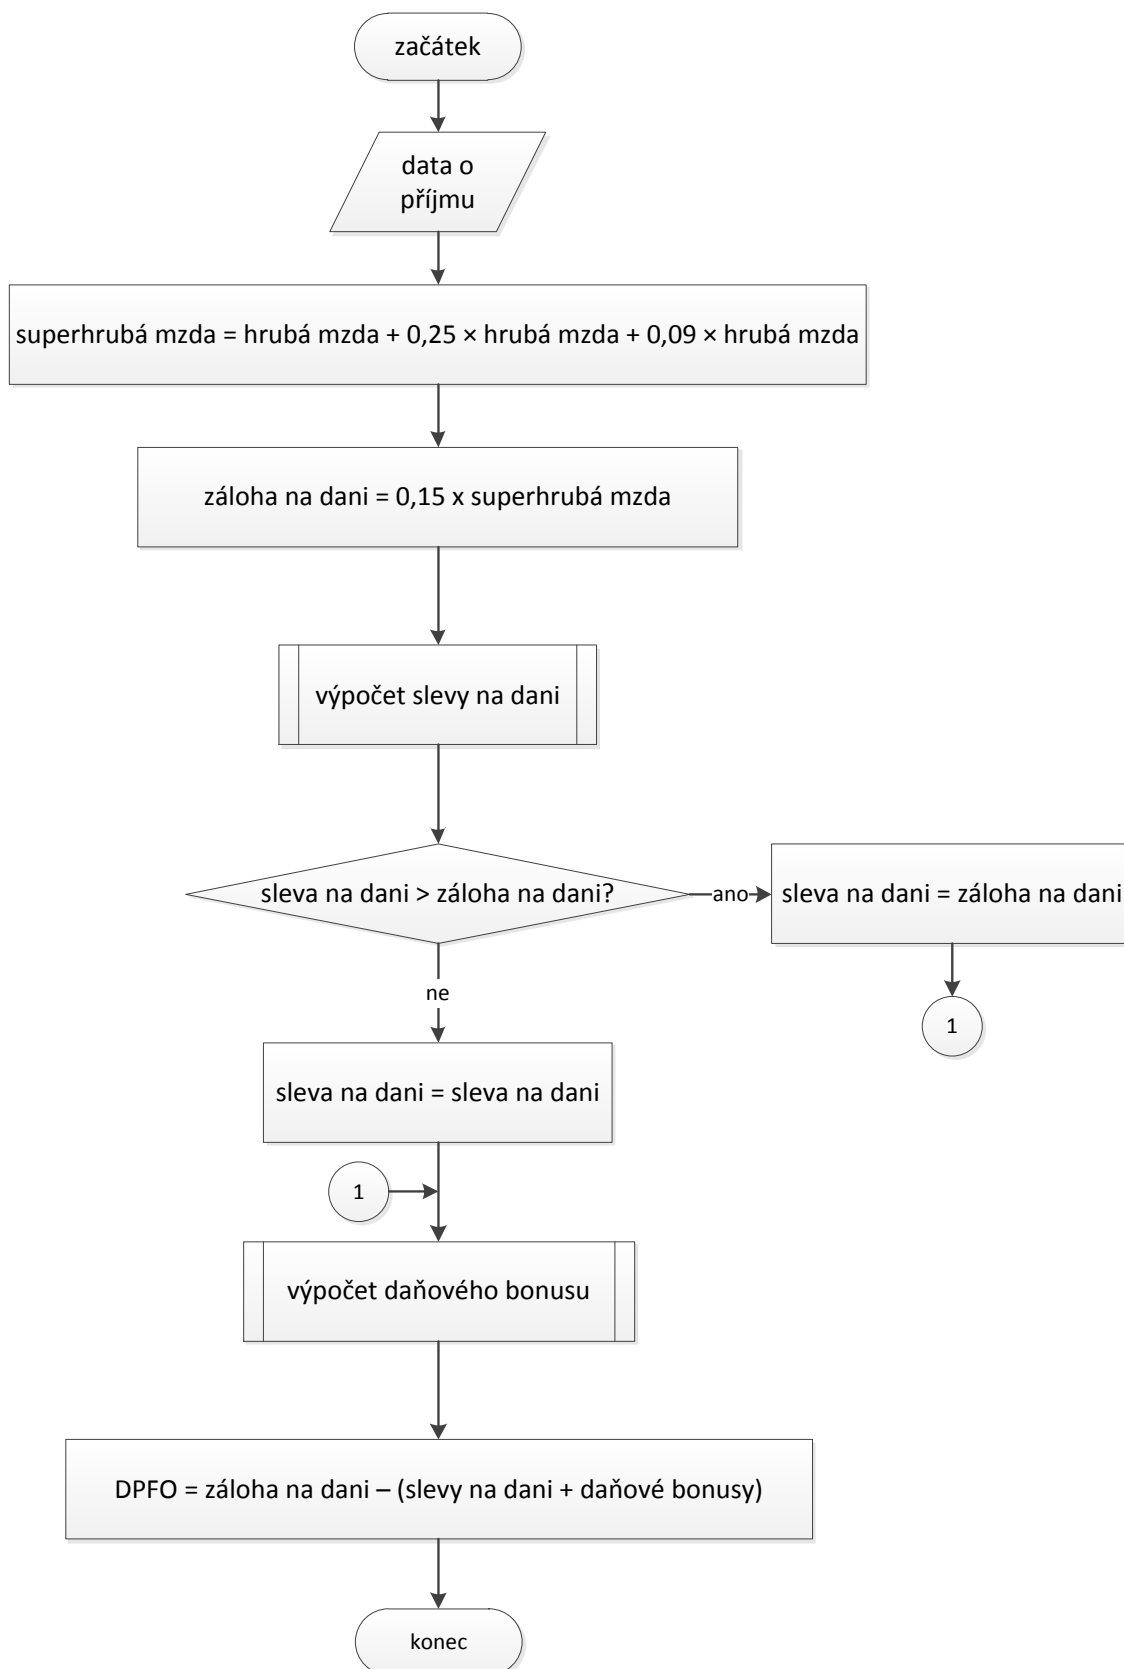 začátek
data o
příjmu
superhrubá mzda = hrubá mzda + 0,25 × hrubá mzda + 0,09 × hrubá mzda
záloha na dani = 0,15 x superhrubá mzda
výpočet slevy na dani
sleva na dani > záloha na dani?
ano
sleva na dani = záloha na dani
ne
1
sleva na dani = sleva na dani
1
výpočet daňového bonusu
DPFO = záloha na dani – (slevy na dani + daňové bonusy)
konec